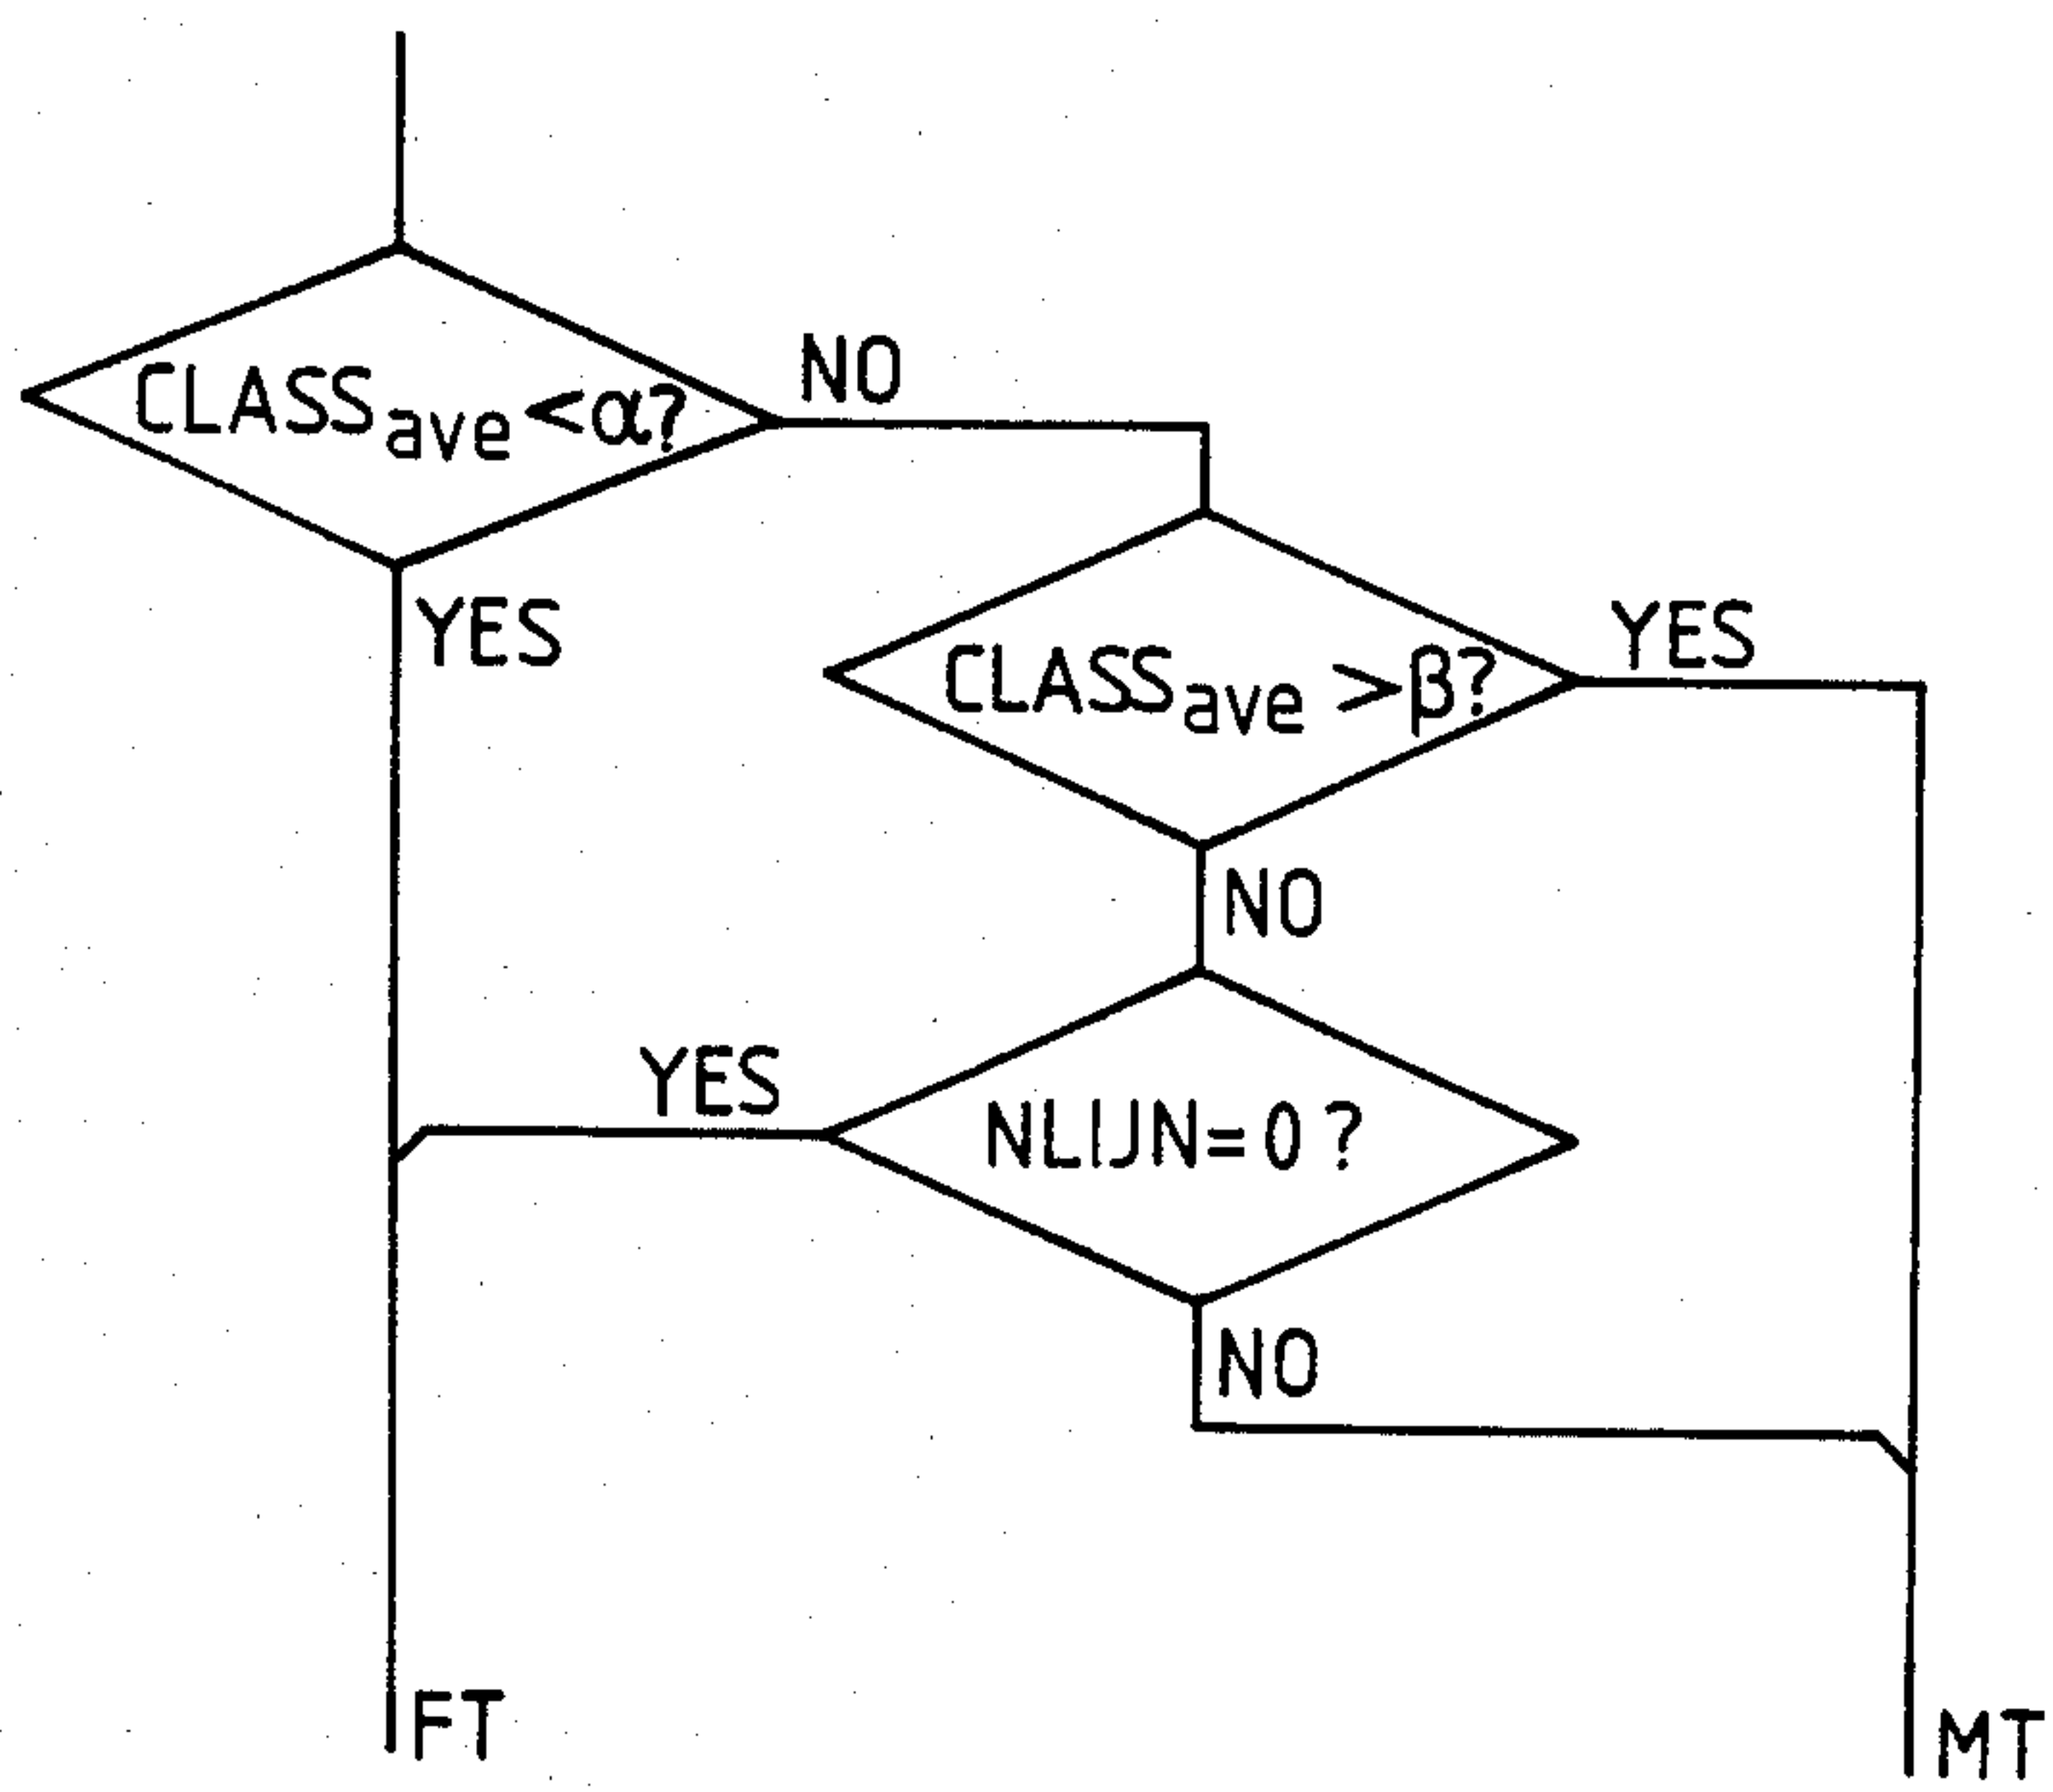 NO
CLASSave<α?
YES
YES
CLASSave >β?
NO
YES
NLIJN=0?
NO
FT
MT